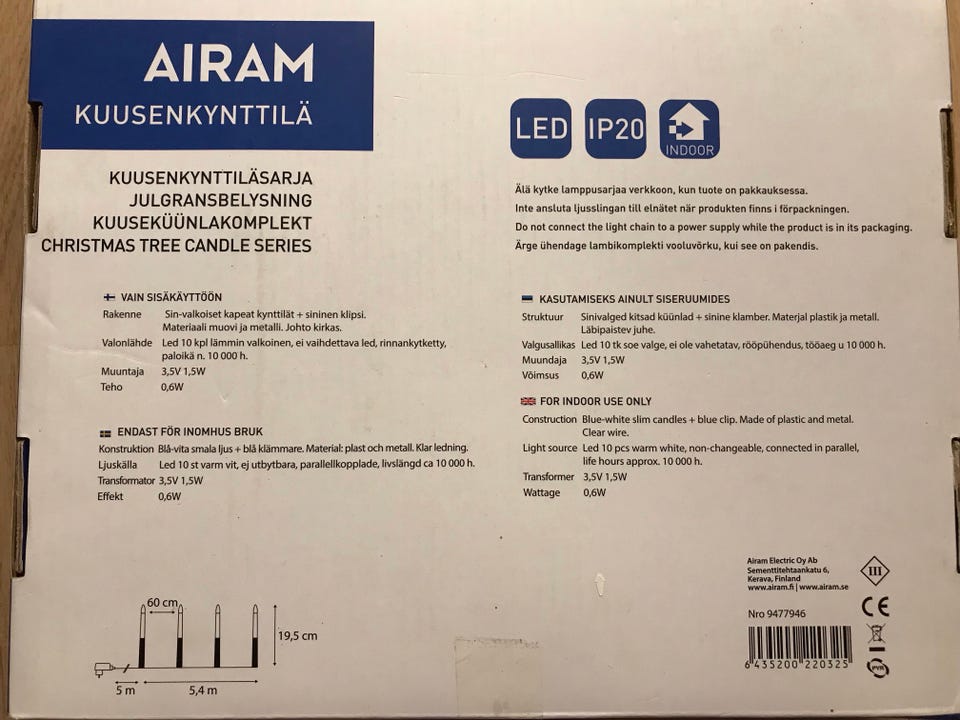 AIRAM
KUUSENKYNTTILÄ
KUUSENKYNTTILÄSARJA
JULGRANSBELYSNING
KUUSEKÜÜNLAKOMPLEKT
CHRISTMAS TREE CANDLE SERIES
LED
IP20
INDOOR
Älä kytke lamppusarjaa verkkoon, kun tuote on pakkauksessa.
Inte ansluta ljusslingan till elnätet när produkten finns i förpackningen.
Do not connect the light chain to a power supply while the product is in its packaging.
Ärge ühendage lambikomplekti vooluvõrku, kui see on pakendis.
VAIN SISÄKÄYTTÖÖN
Rakenne Sin-valkoiset kapeat kynttilät + sininen klipsi.
Materiaali muovi ja metalli. Johto kirkas.
Valonlähde Led 10 kpl lämmin valkoinen, ei vaihdettava led, rinnankytketty,
paloikä n. 10 000 h.
Muuntaja 3,5V 1,5W
Teho 0,6W
ENDAST FÖR INOMHUS BRUK
Konstruktion Blå-vita smala ljus + blå klämmare. Material: plast och metall. Klar ledning.
Ljuskälla Led 10 st varm vit, ej utbytbara, parallellkopplade, livslängd ca 10 000 h.
Transformator 3,5V 1,5W
Effekt 0,6W
KASUTAMISEKS AINULT SISERUUMIDES
Struktuur Sinivalged kitsad küünlad + sinine klamber. Materjal plastik ja metall.
Läbipaistev juhe.
Valgusallikas Led 10 tk soe valge, ei ole vahetatav, rööpühendus, tööaeg u 10 000 h.
Muundaja 3,5V 1,5W
Võimsus 0,6W
FOR INDOOR USE ONLY
Construction Blue-white slim candles + blue clip. Made of plastic and metal.
Clear wire.
Light source Led 10 pcs warm white, non-changeable, connected in parallel,
life hours approx. 10 000 h.
Transformer 3,5V 1,5W
Wattage 0,6W
60 cm
19,5 cm
5 m
5,4 m
Airam Electric Oy Ab
Sementtitehtaankatu 6,
Kerava, Finland
www.airam.fi | www.airam.se
III
CE
Nro 9477946
6 435200 220325
PYR